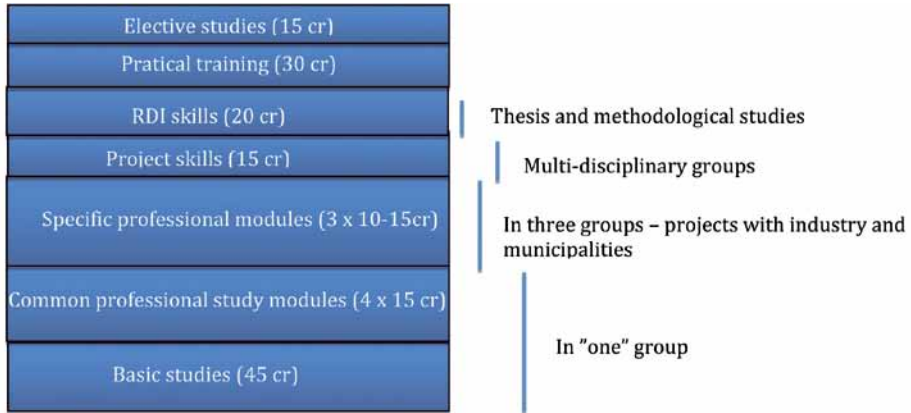 Elective studies (15 cr)
Pratical training (30 cr)
RDI skills (20 cr)
Thesis and methodological studies
Project skills (15 cr)
Multi-disciplinary groups
Specific professional modules (3 x 10-15cr)
In three groups – projects with industry and
municipalities
Common professional study modules (4 x 15 cr)
In ”one” group
Basic studies (45 cr)